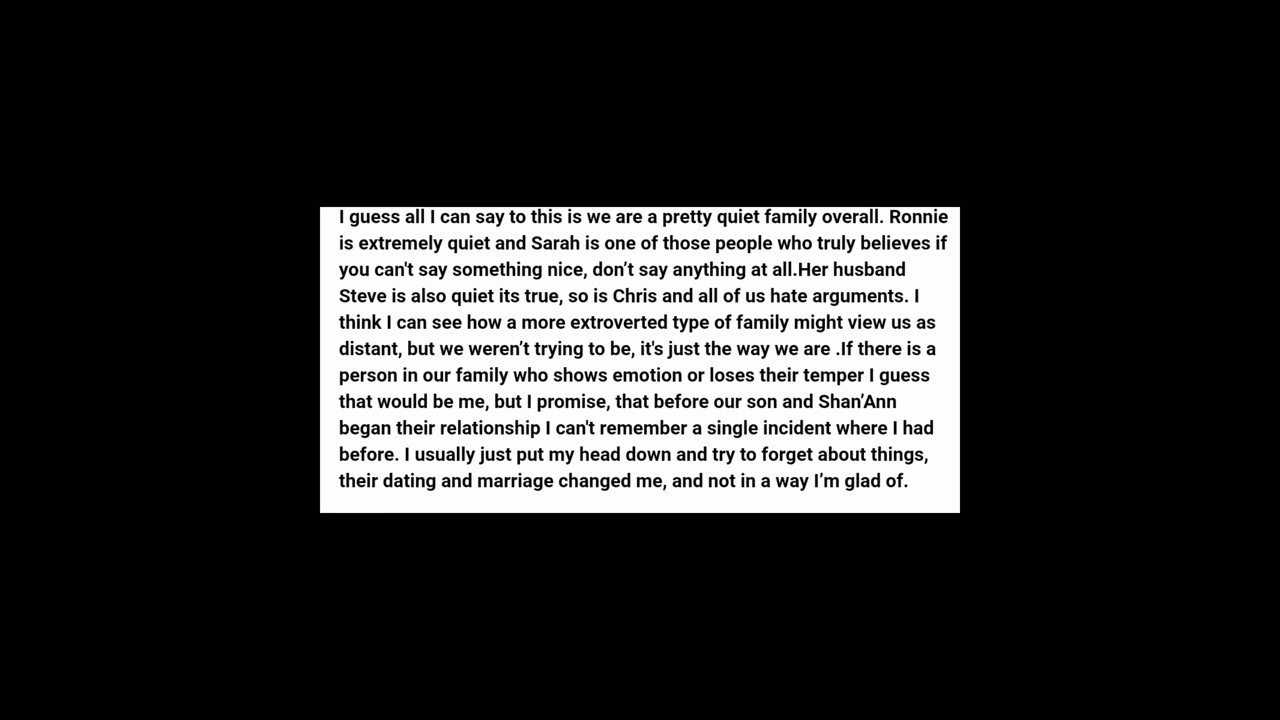 I guess all I can say to this is we are a pretty quiet family overall. Ronnie
is extremely quiet and Sarah is one of those people who truly believes if
you can't say something nice, don’t say anything at all.Her husband
Steve is also quiet its true, so is Chris and all of us hate arguments. I
think I can see how a more extroverted type of family might view us as
distant, but we weren’t trying to be, it's just the way we are .If there is a
person in our family who shows emotion or loses their temper I guess
that would be me, but I promise, that before our son and Shan’Ann
began their relationship I can't remember a single incident where I had
before. I usually just put my head down and try to forget about things,
their dating and marriage changed me, and not in a way I’m glad of.